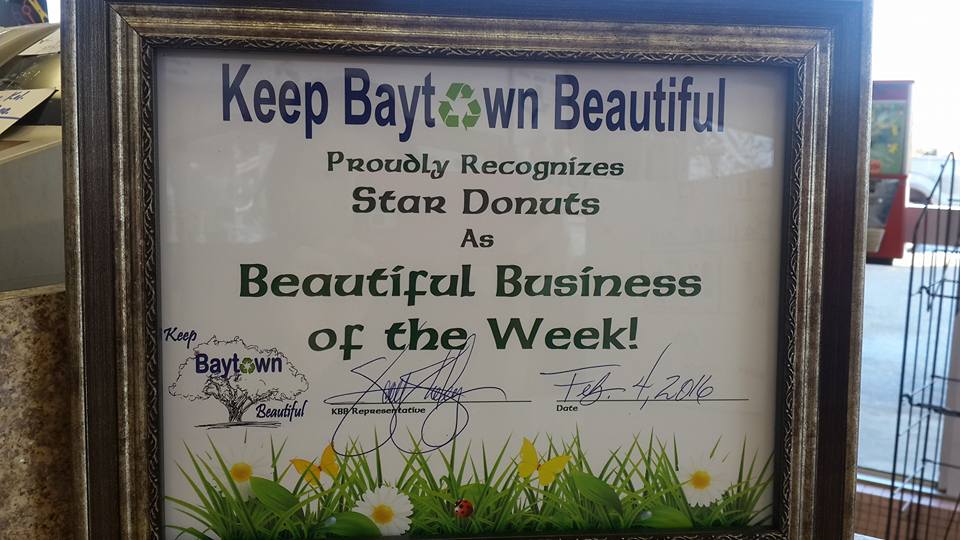 Keep Baytown Beautiful
Proudly Recognizes
Star Donuts
As
Beautiful Business
of the Week!
Keep
Baytown
Beautiful
KBB Representative
Feb. 4, 2016
Date